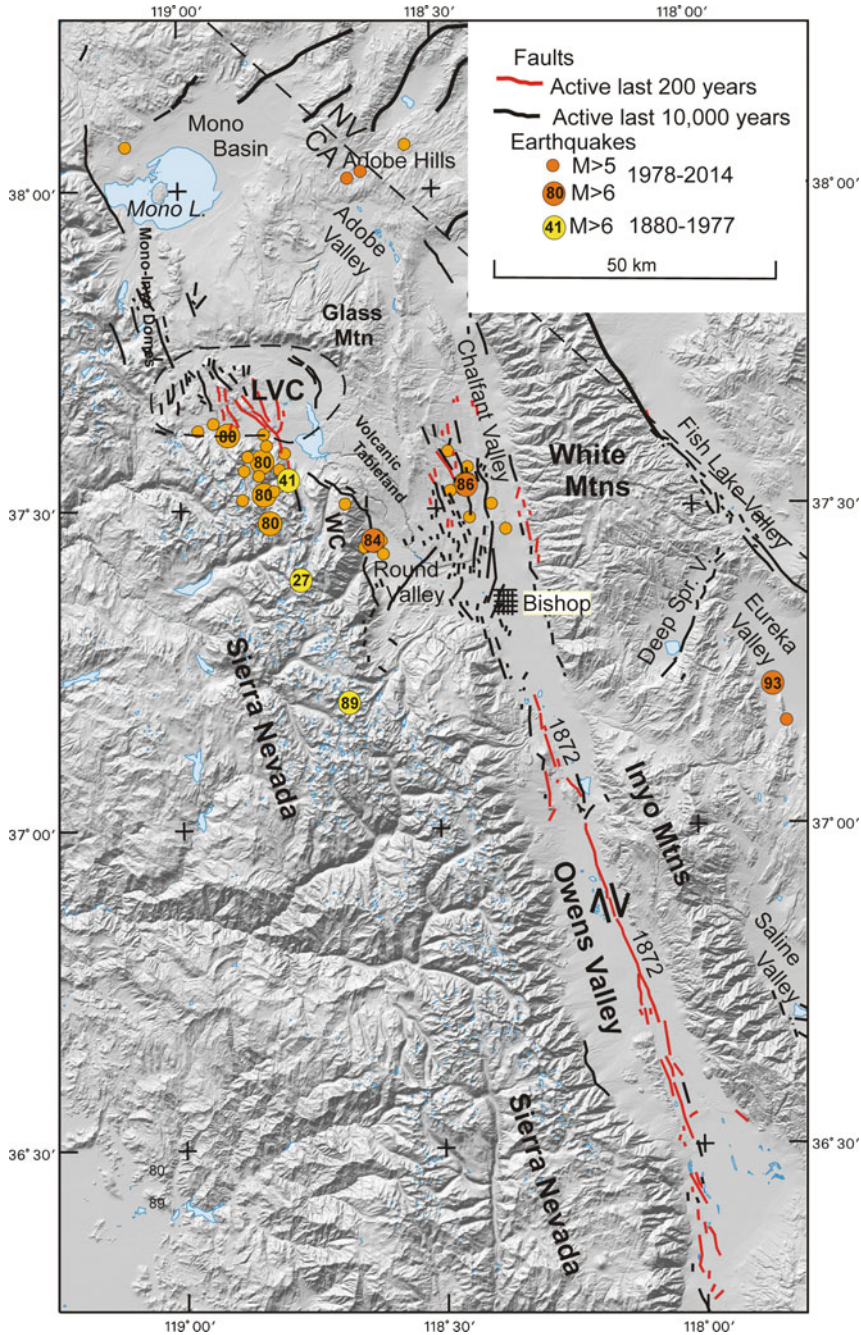 119° 00'
118° 30'
118° 00'
Faults
Active last 200 years
Active last 10,000 years
Earthquakes
M>5
1978-2014
80
M>6
41
M>6
1880-1977
50 km
Mono
Basin
NV
CA
Adobe Hills
38° 00'
38° 00'
Mono L.
Adobe
Valley
Mono-Inyo Domes
Glass
Mtn
LVC
Chalfant Valley
Volcanic
Tableland
White
Mtns
Fish Lake Valley
80
80
41
86
80
37° 30'
37° 30'
80
WC
84
27
Round
Valley
Bishop
Deep Spr. V.
Eureka
Valley
93
Sierra Nevada
89
1872
Inyo Mtns
37° 00'
37° 00'
Owens Valley
1872
Saline
Valley
Sierra Nevada
36° 30'
36° 30'
80
89
119° 00'
118° 30'
118° 00'